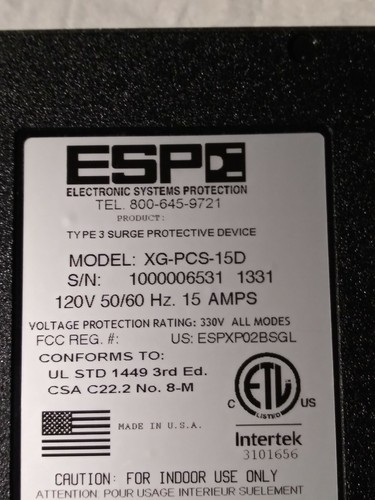 ESP
ELECTRONIC SYSTEMS PROTECTION
TEL. 800-645-9721
PRODUCT:
TYPE 3 SURGE PROTECTIVE DEVICE
MODEL: XG-PCS-15D
S/N: 1000006531 1331
120V 50/60 Hz. 15 AMPS
VOLTAGE PROTECTION RATING: 330V ALL MODES
FCC REG. #: US: ESPXP02BSGL
CONFORMS TO:
UL STD 1449 3rd Ed.
CSA C22.2 No. 8-M
C ETL US
LISTED
MADE IN U.S.A.
Intertek
3101656
CAUTION: FOR INDOOR USE ONLY
ATTENTION POUR USAGE INTERIEUR SUELEMENT